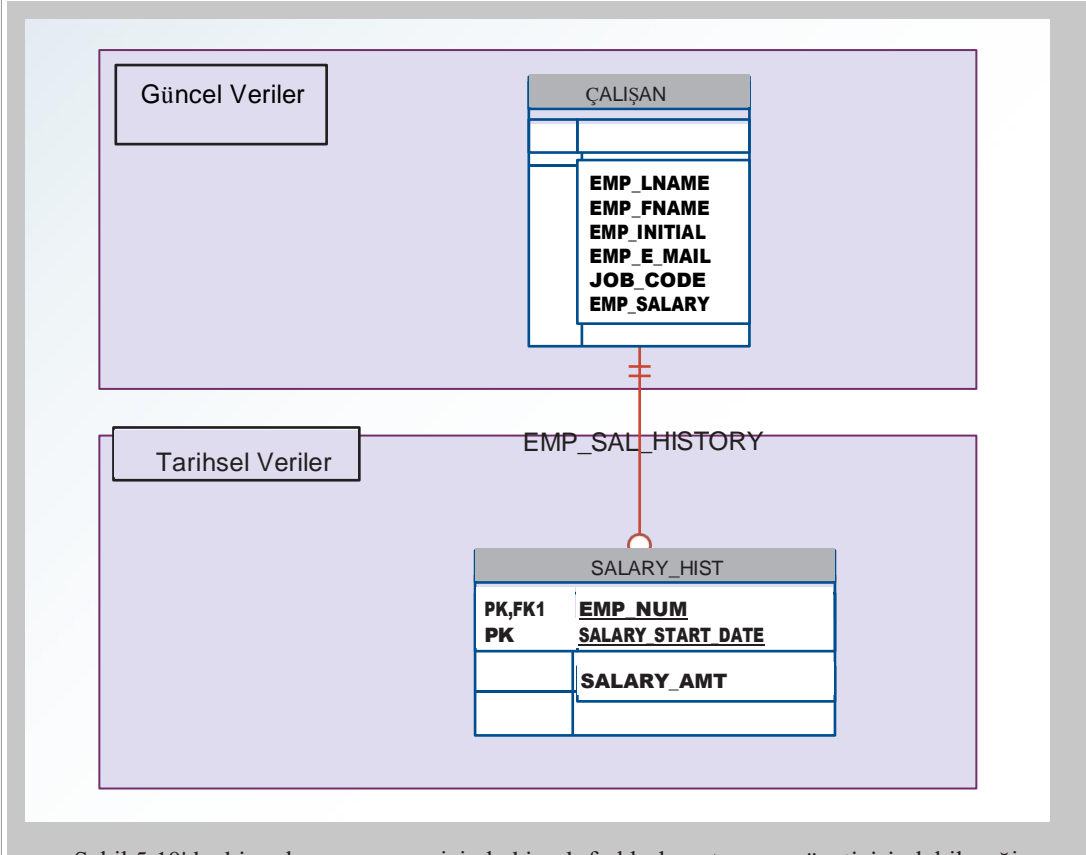 Güncel Veriler
ÇALIŞAN
EMP_LNAME
EMP_FNAME
EMP_INITIAL
EMP_E_MAIL
JOB_CODE
EMP_SALARY
EMP_SAL_HISTORY
Tarihsel Veriler
SALARY_HIST
PK,FK1 EMP_NUM
PK SALARY_START_DATE
SALARY_AMT